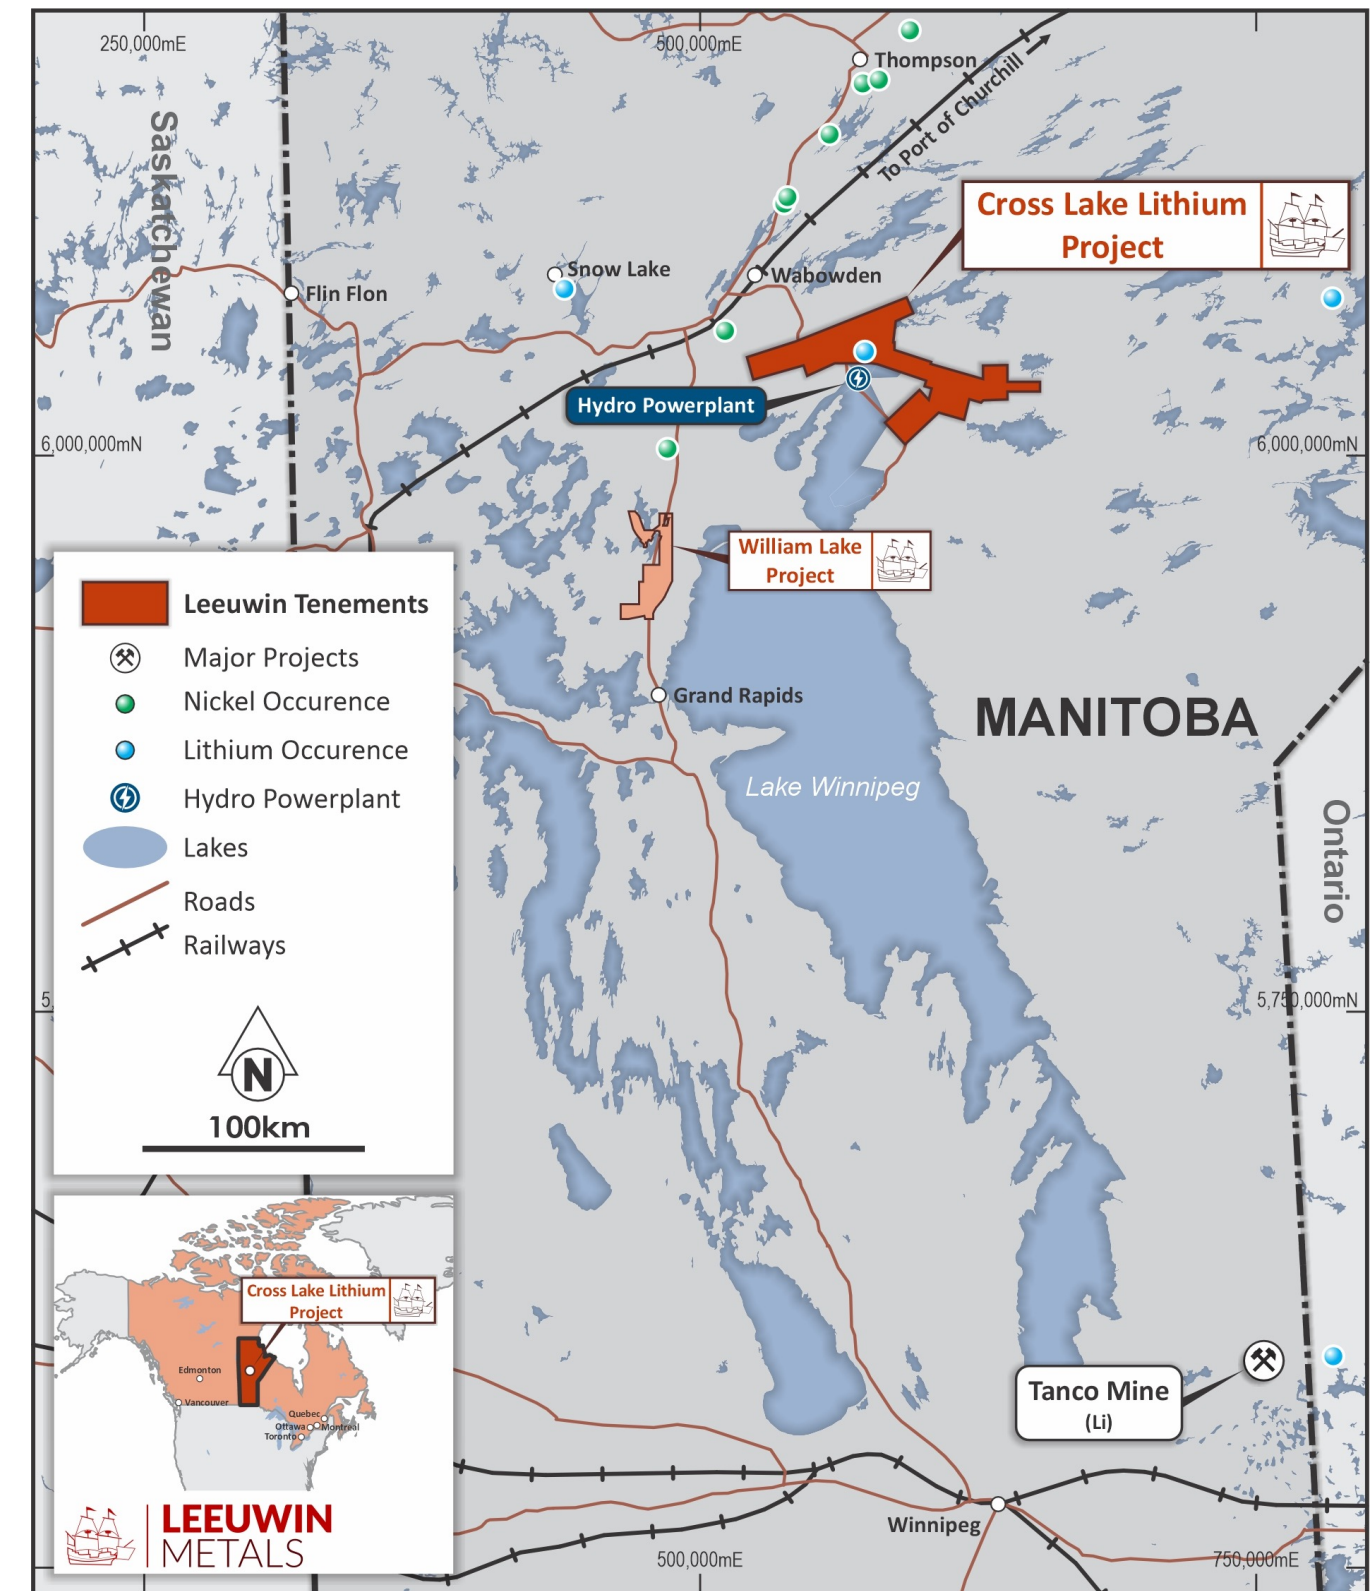 250,000mE
500,000mE
Thompson
To Port of Churchill
Saskatchewan
Cross Lake Lithium
Project
Snow Lake
Wabowden
Flin Flon
Hydro Powerplant
6,000,000mN
6,000,000mN
William Lake
Project
Leeuwin Tenements
Major Projects
Nickel Occurence
Lithium Occurence
Hydro Powerplant
Lakes
Roads
Railways
N
100km
Grand Rapids
MANITOBA
Lake Winnipeg
Ontario
5,
5,750,000mN
Cross Lake Lithium
Project
Edmonton
Vancouver
Quebec
Ottawa
Montreal
Toronto
LEEUWIN
METALS
Tanco Mine
(Li)
Winnipeg
500,000mE
750,000mE